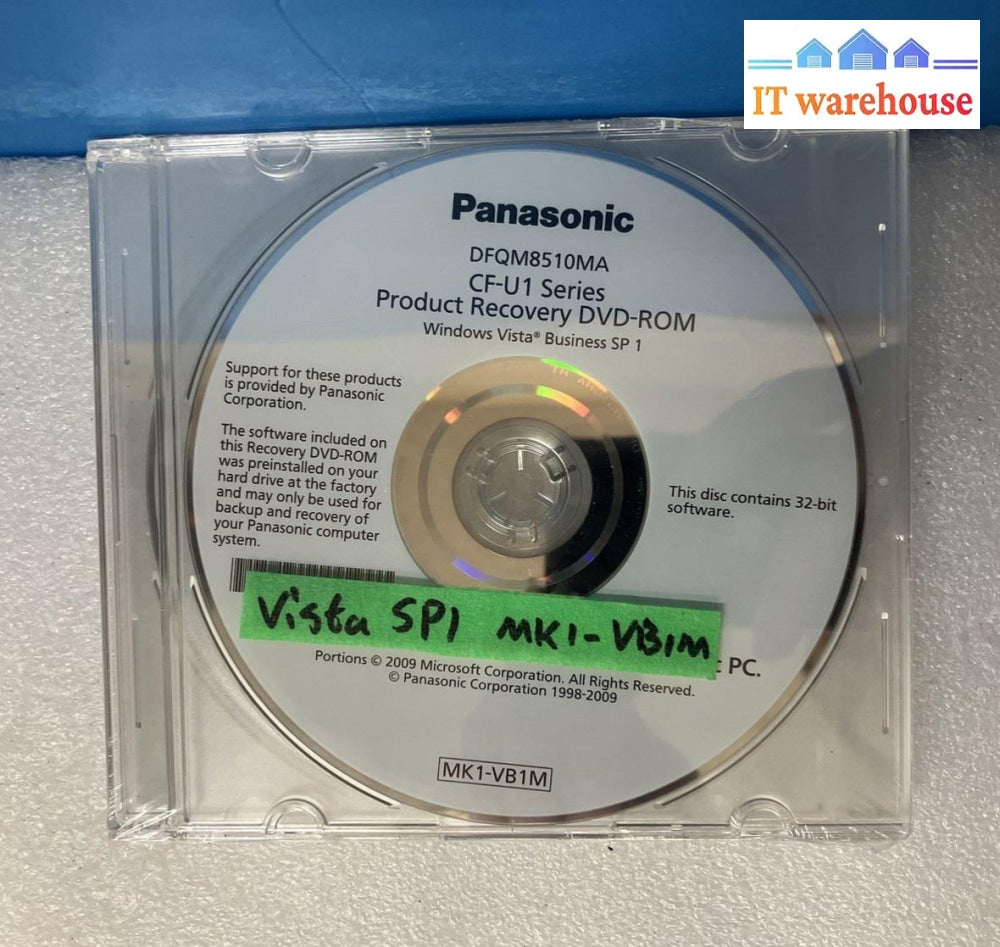 IT warehouse
Panasonic
DFQM8510MA
CF-U1 Series
Product Recovery DVD-ROM
Windows Vista® Business SP 1
Support for these products
is provided by Panasonic
Corporation.
The software included on
this Recovery DVD-ROM
was preinstalled on your
hard drive at the factory
and may only be used for
backup and recovery of
your Panasonic computer
system.
This disc contains 32-bit
software.
Vista SP1 MK1-VB1M
PC.
Portions © 2009 Microsoft Corporation. All Rights Reserved.
© Panasonic Corporation 1998-2009
MK1-VB1M